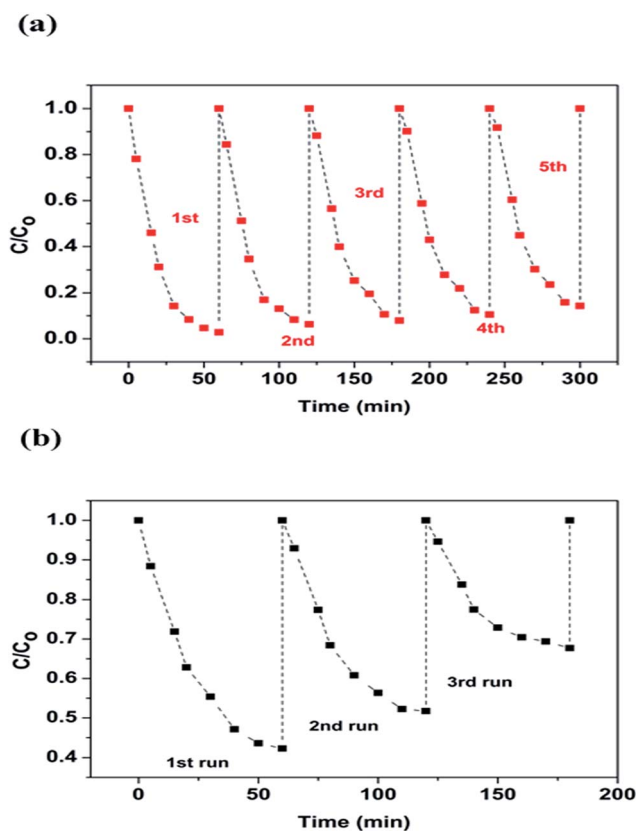 (a)
1.0
0.8
0.6
0.4
0.2
0.0
C/C0
1st
2nd
3rd
4th
5th
0 50 100 150 200 250 300
Time (min)
(b)
1.0
0.9
0.8
0.7
0.6
0.5
0.4
C/C0
1st run
2nd run
3rd run
0 50 100 150 200
Time (min)